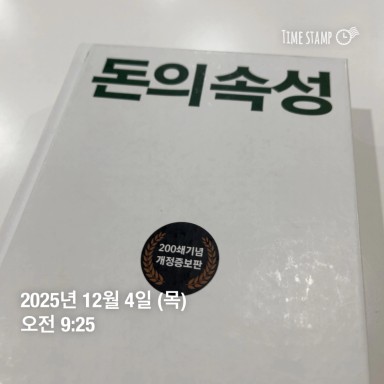 TIME STAMP
돈의 속성
200쇄기념
개정증보판
2025년 12월 4일 (목)
오전 9:25